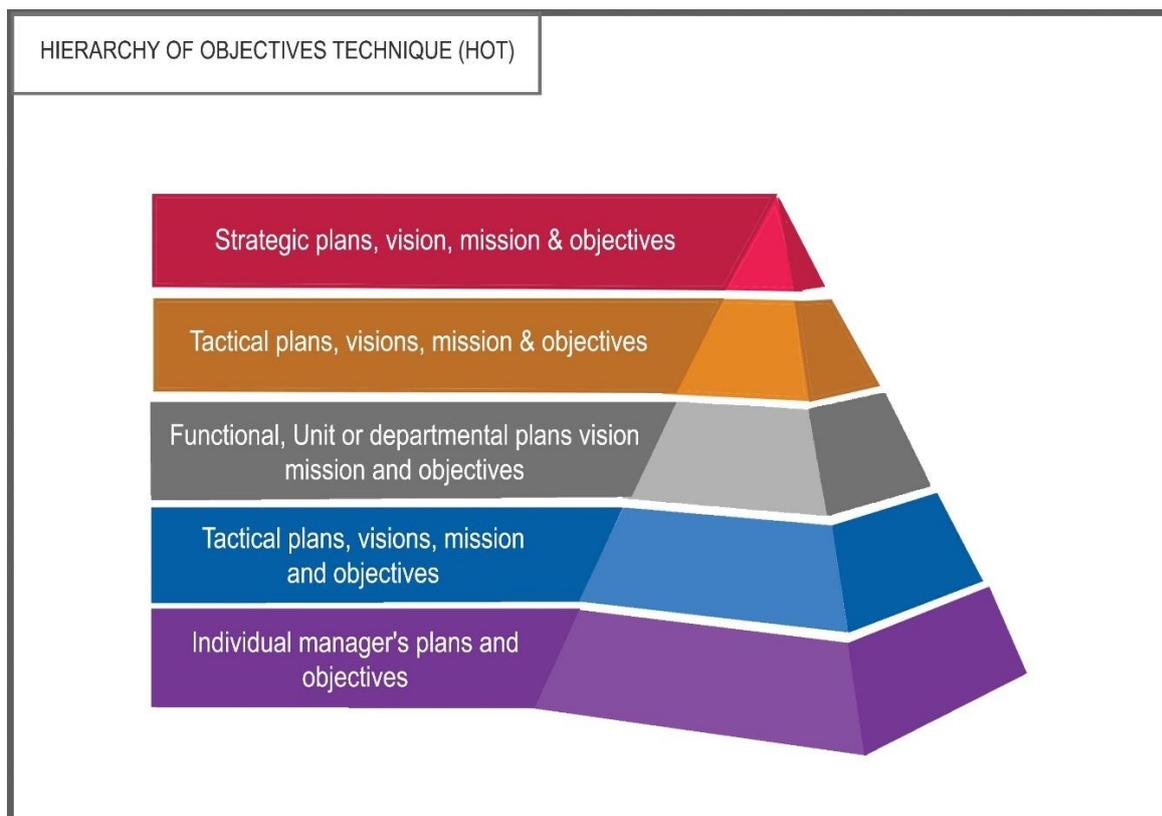 HIERARCHY OF OBJECTIVES TECHNIQUE (HOT)
Strategic plans, vision, mission & objectives
Tactical plans, visions, mission & objectives
Functional, Unit or departmental plans vision
mission and objectives
Tactical plans, visions, mission
and objectives
Individual manager's plans and
objectives